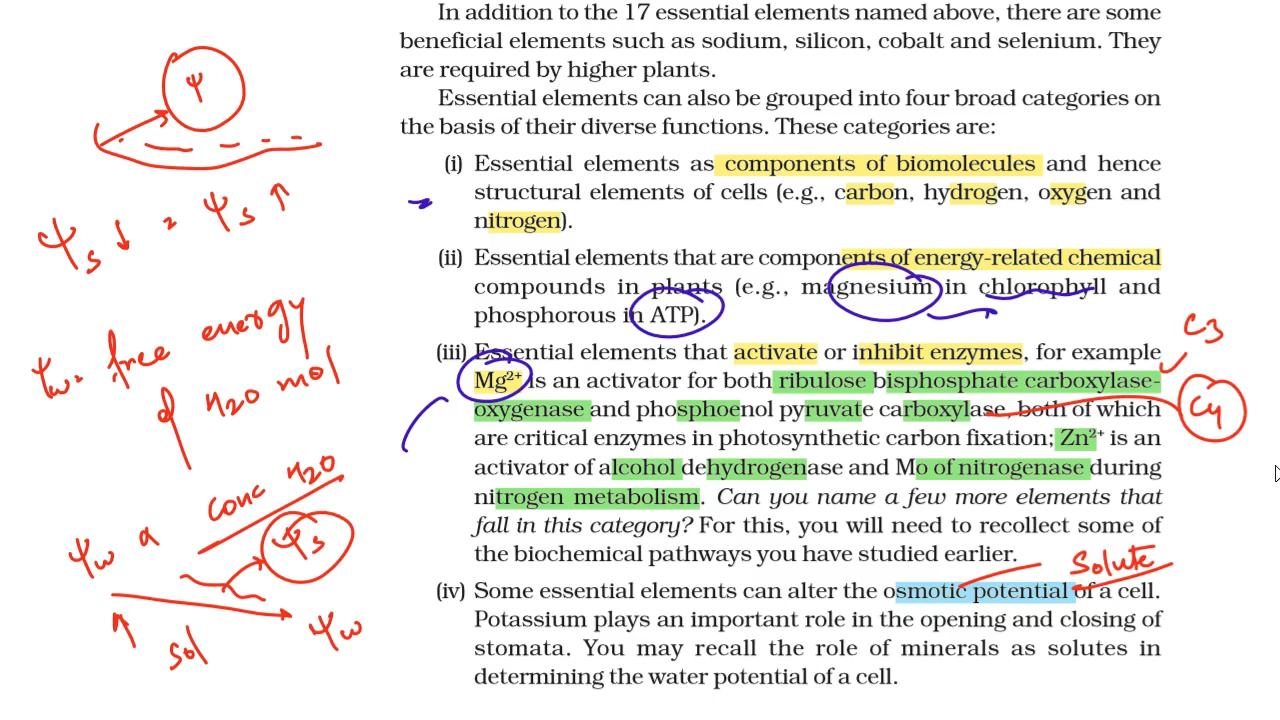 In addition to the 17 essential elements named above, there are some
beneficial elements such as sodium, silicon, cobalt and selenium. They
are required by higher plants.
Essential elements can also be grouped into four broad categories on
the basis of their diverse functions. These categories are:
(i) Essential elements as components of biomolecules and hence
structural elements of cells (e.g., carbon, hydrogen, oxygen and
nitrogen).
(ii) Essential elements that are components of energy-related chemical
compounds in plants (e.g., magnesium in chlorophyll and
phosphorous in ATP).
(iii) Essential elements that activate or inhibit enzymes, for example
Mg²⁺ is an activator for both ribulose bisphosphate carboxylase-
oxygenase and phosphoenol pyruvate carboxylase, both of which
are critical enzymes in photosynthetic carbon fixation; Zn²⁺ is an
activator of alcohol dehydrogenase and Mo of nitrogenase during
nitrogen metabolism. Can you name a few more elements that
fall in this category? For this, you will need to recollect some of
the biochemical pathways you have studied earlier.
(iv) Some essential elements can alter the osmotic potential of a cell.
Potassium plays an important role in the opening and closing of
stomata. You may recall the role of minerals as solutes in
determining the water potential of a cell.
ψ
ψs ↓ = ψs ↑
ψw = free energy
of H2O mol
ψw α conc H2O
ψs
↑ sol
ψw
C3
C4
Solute